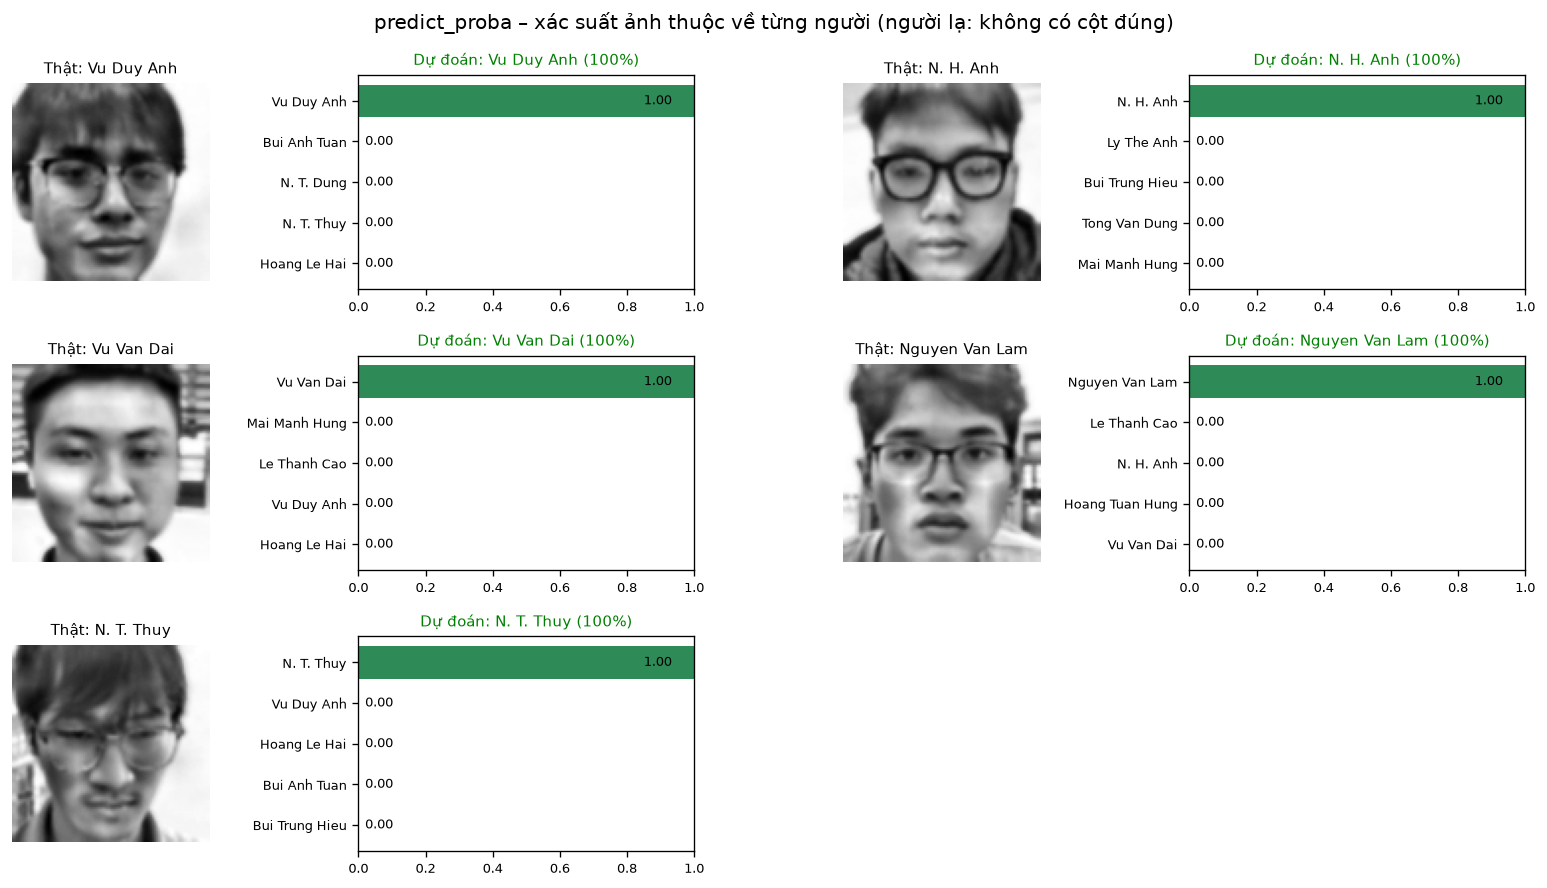 predict_proba – xác suất ảnh thuộc về từng người (người lạ: không có cột đúng)
Thật: Vu Duy Anh
Dự đoán: Vu Duy Anh (100%)
Vu Duy Anh 1.00
Bui Anh Tuan 0.00
N. T. Dung 0.00
N. T. Thuy 0.00
Hoang Le Hai 0.00
0.0 0.2 0.4 0.6 0.8 1.0
Thật: N. H. Anh
Dự đoán: N. H. Anh (100%)
N. H. Anh 1.00
Ly The Anh 0.00
Bui Trung Hieu 0.00
Tong Van Dung 0.00
Mai Manh Hung 0.00
0.0 0.2 0.4 0.6 0.8 1.0
Thật: Vu Van Dai
Dự đoán: Vu Van Dai (100%)
Vu Van Dai 1.00
Mai Manh Hung 0.00
Le Thanh Cao 0.00
Vu Duy Anh 0.00
Hoang Le Hai 0.00
0.0 0.2 0.4 0.6 0.8 1.0
Thật: Nguyen Van Lam
Dự đoán: Nguyen Van Lam (100%)
Nguyen Van Lam 1.00
Le Thanh Cao 0.00
N. H. Anh 0.00
Hoang Tuan Hung 0.00
Vu Van Dai 0.00
0.0 0.2 0.4 0.6 0.8 1.0
Thật: N. T. Thuy
Dự đoán: N. T. Thuy (100%)
N. T. Thuy 1.00
Vu Duy Anh 0.00
Hoang Le Hai 0.00
Bui Anh Tuan 0.00
Bui Trung Hieu 0.00
0.0 0.2 0.4 0.6 0.8 1.0